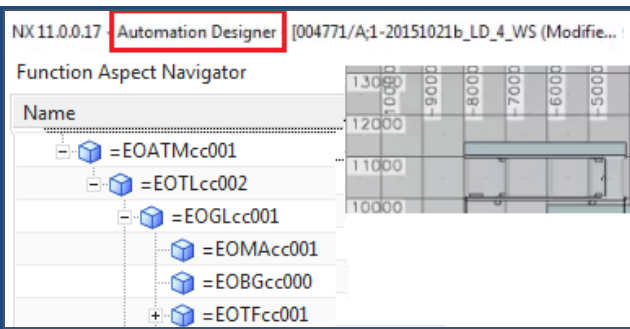 NX 11.0.0.17 - Automation Designer - [004771/A;1-20151021b_LD_4_WS (Modifie...
Function Aspect Navigator
Name
=EOATMcc001
=EOTLcc002
=EOGLcc001
=EOMAcc001
=EOBGcc000
=EOTFcc001
-9000
-8000
-7000
-6000
-5000
12000
11000
10000